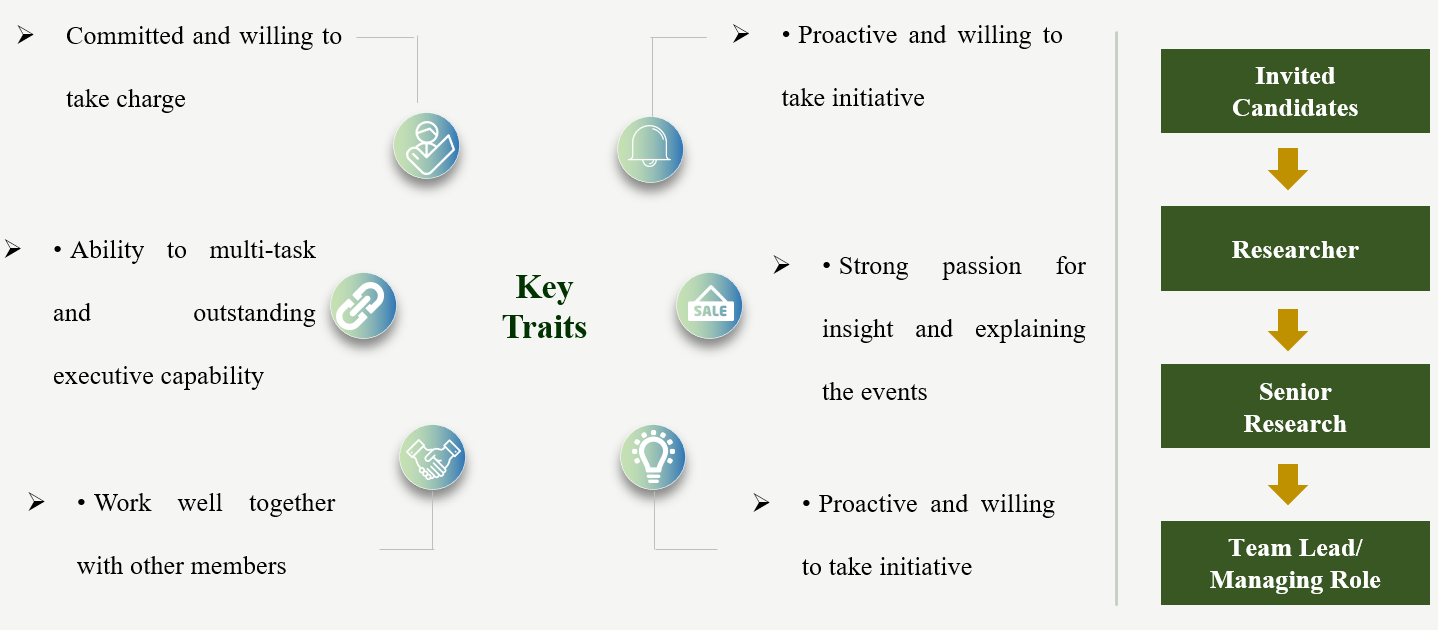 ➢ Committed and willing to
take charge
➢ • Ability to multi-task
and outstanding
executive capability
➢ • Work well together
with other members
Key
Traits
➢ • Proactive and willing to
take initiative
SALE
➢ • Strong passion for
insight and explaining
the events
➢ • Proactive and willing
to take initiative
Invited
Candidates
Researcher
Senior
Research
Team Lead/
Managing Role